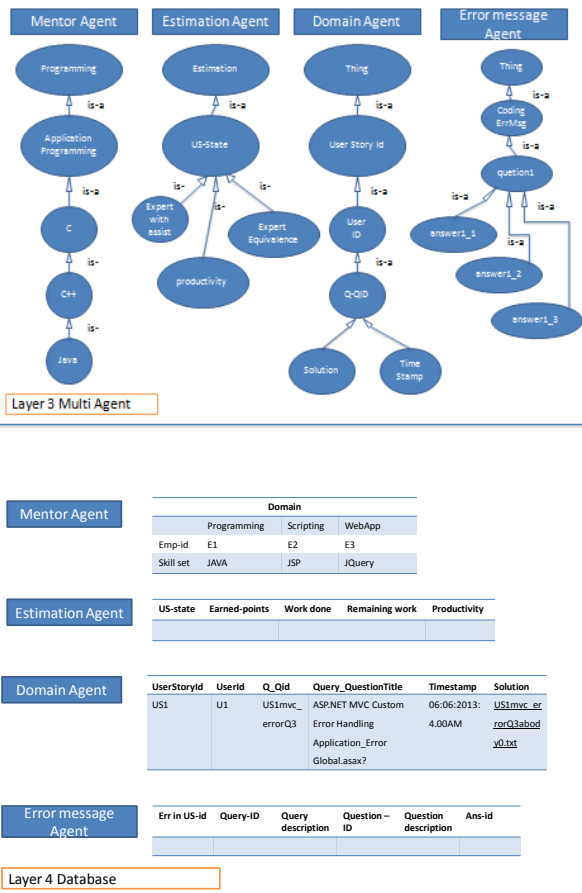 Mentor Agent
Estimation Agent
Domain Agent
Error message
Agent
Programming
is-a
Application
Programming
is-a
C
is-
C++
is-
Java
Estimation
is-a
US-State
is-
is-
is-
Expert
with
assist
productivity
Expert
Equivalence
Thing
is-a
User Story Id
is-a
User
ID
is-a
Q-QID
Solution
Time
Stamp
Thing
is-a
Coding
ErrMsg
is-a
quetion1
is-a
is-a
is-a
answer1_1
answer1_2
answer1_3
Layer 3 Multi Agent
Mentor Agent
Domain
Programming Scripting WebApp
Emp-id E1 E2 E3
Skill set JAVA JSP JQuery
Estimation Agent
US-state Earned-points Work done Remaining work Productivity
Domain Agent
UserStoryId UserId Q_Qid Query_QuestionTitle Timestamp Solution
US1 U1 US1mvc_ ASP.NET MVC Custom 06:06:2013: US1mvc_er
errorQ3 Error Handling 4.00AM rorQ3abod
Application_Error y0.txt
Global.asax?
Error message
Agent
Err in US-id Query-ID Query Question – Question Ans-id
description ID description
Layer 4 Database